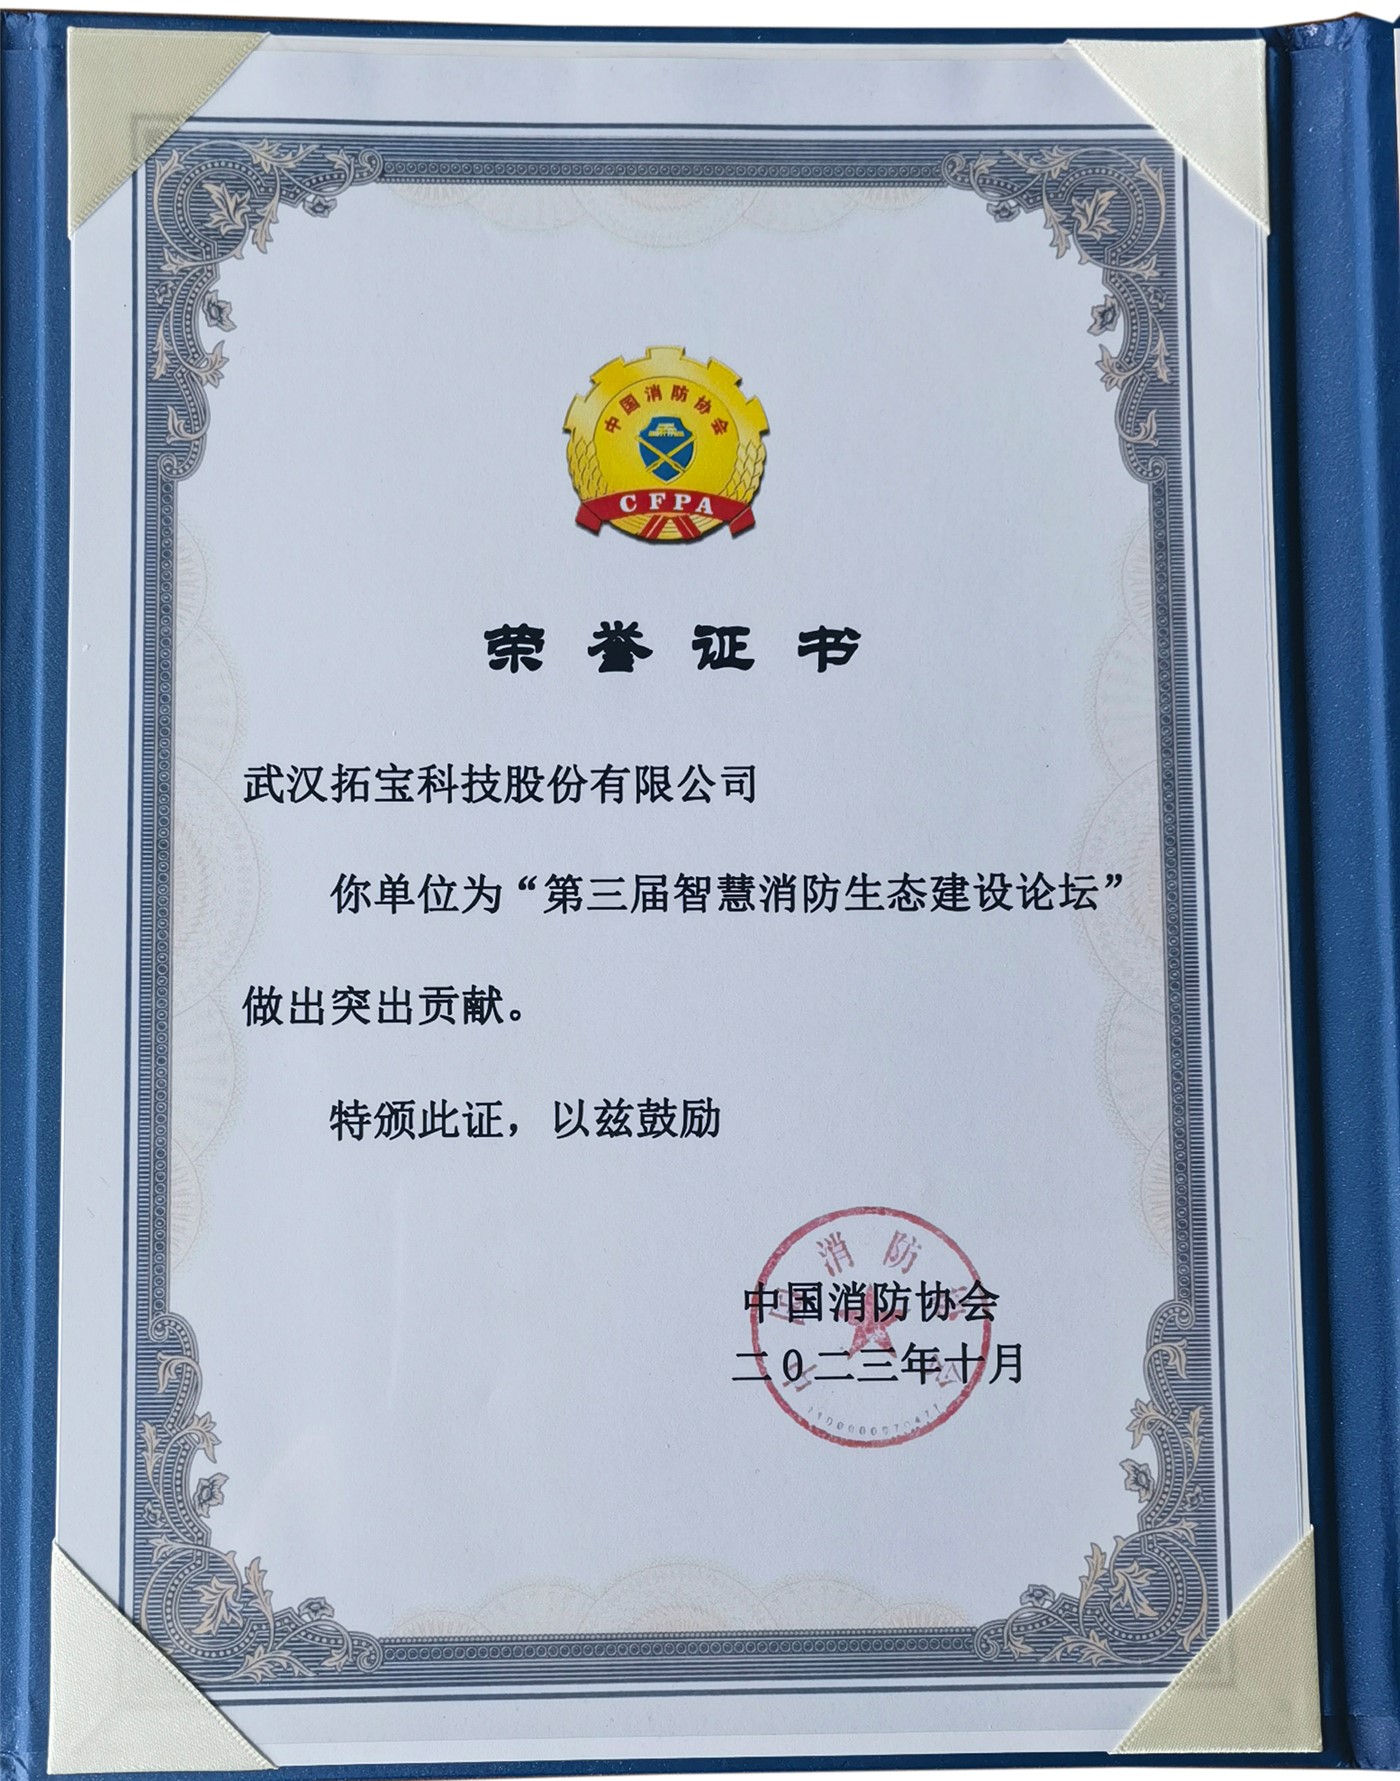 中国消防协会
CFPA
荣誉证书
武汉拓宝科技股份有限公司
你单位为“第三届智慧消防生态建设论坛”
做出突出贡献。
特颁此证，以兹鼓励
中国消防协会
二0二三年十月
消防